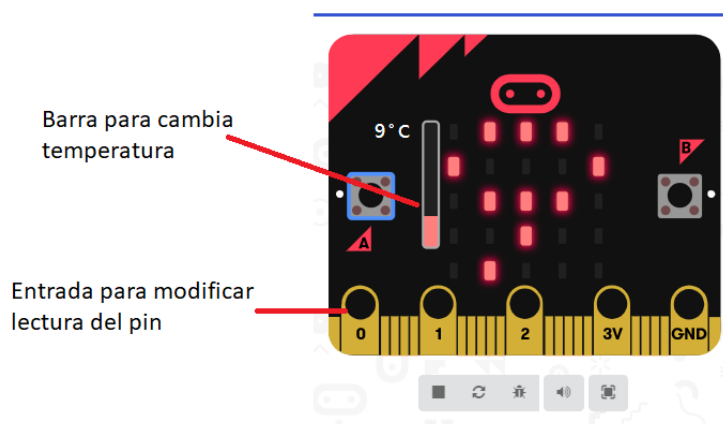 Barra para cambia
temperatura
9°C
B
A
Entrada para modificar
lectura del pin
0
1
2
3V
GND